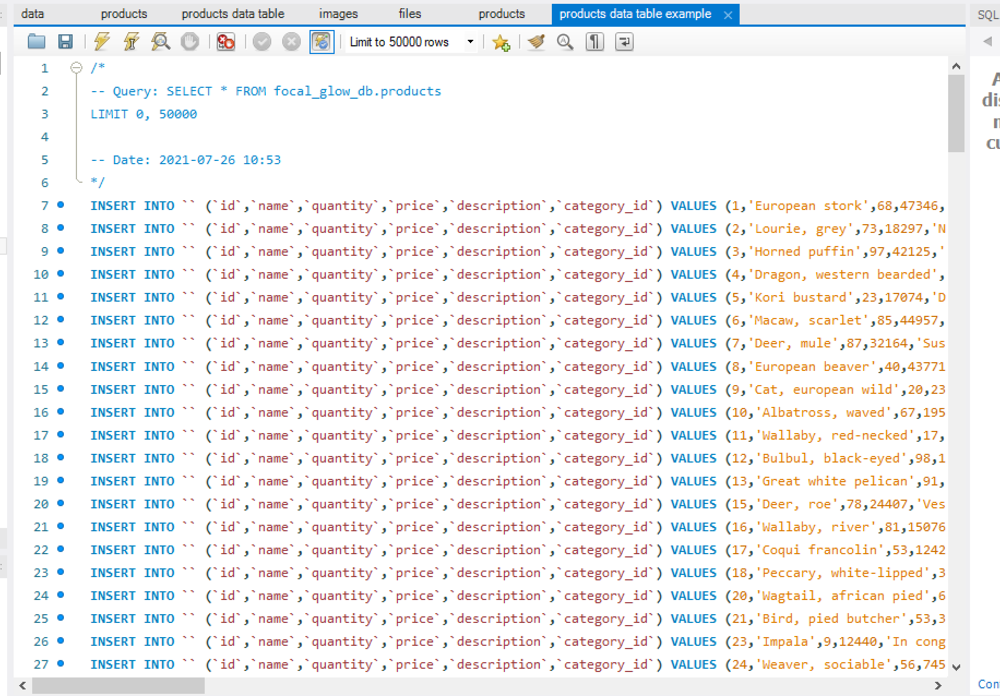 data products products data table images files products products data table example
SQL
Limit to 50000 rows
1 /*
2 -- Query: SELECT * FROM focal_glow_db.products
3 LIMIT 0, 50000
4
5 -- Date: 2021-07-26 10:53
6 */
7 INSERT INTO `` (`id`,`name`,`quantity`,`price`,`description`,`category_id`) VALUES (1,'European stork',68,47346,
8 INSERT INTO `` (`id`,`name`,`quantity`,`price`,`description`,`category_id`) VALUES (2,'Lourie, grey',73,18297,'N
9 INSERT INTO `` (`id`,`name`,`quantity`,`price`,`description`,`category_id`) VALUES (3,'Horned puffin',97,42125,'
10 INSERT INTO `` (`id`,`name`,`quantity`,`price`,`description`,`category_id`) VALUES (4,'Dragon, western bearded',
11 INSERT INTO `` (`id`,`name`,`quantity`,`price`,`description`,`category_id`) VALUES (5,'Kori bustard',23,17074,'D
12 INSERT INTO `` (`id`,`name`,`quantity`,`price`,`description`,`category_id`) VALUES (6,'Macaw, scarlet',85,44957,
13 INSERT INTO `` (`id`,`name`,`quantity`,`price`,`description`,`category_id`) VALUES (7,'Deer, mule',87,32164,'Sus
14 INSERT INTO `` (`id`,`name`,`quantity`,`price`,`description`,`category_id`) VALUES (8,'European beaver',40,43771
15 INSERT INTO `` (`id`,`name`,`quantity`,`price`,`description`,`category_id`) VALUES (9,'Cat, european wild',20,23
16 INSERT INTO `` (`id`,`name`,`quantity`,`price`,`description`,`category_id`) VALUES (10,'Albatross, waved',67,195
17 INSERT INTO `` (`id`,`name`,`quantity`,`price`,`description`,`category_id`) VALUES (11,'Wallaby, red-necked',17,
18 INSERT INTO `` (`id`,`name`,`quantity`,`price`,`description`,`category_id`) VALUES (12,'Bulbul, black-eyed',98,1
19 INSERT INTO `` (`id`,`name`,`quantity`,`price`,`description`,`category_id`) VALUES (13,'Great white pelican',91,
20 INSERT INTO `` (`id`,`name`,`quantity`,`price`,`description`,`category_id`) VALUES (15,'Deer, roe',78,24407,'Ves
21 INSERT INTO `` (`id`,`name`,`quantity`,`price`,`description`,`category_id`) VALUES (16,'Wallaby, river',81,15076
22 INSERT INTO `` (`id`,`name`,`quantity`,`price`,`description`,`category_id`) VALUES (17,'Coqui francolin',53,1242
23 INSERT INTO `` (`id`,`name`,`quantity`,`price`,`description`,`category_id`) VALUES (18,'Peccary, white-lipped',3
24 INSERT INTO `` (`id`,`name`,`quantity`,`price`,`description`,`category_id`) VALUES (20,'Wagtail, african pied',6
25 INSERT INTO `` (`id`,`name`,`quantity`,`price`,`description`,`category_id`) VALUES (21,'Bird, pied butcher',53,3
26 INSERT INTO `` (`id`,`name`,`quantity`,`price`,`description`,`category_id`) VALUES (23,'Impala',9,12440,'In cong
27 INSERT INTO `` (`id`,`name`,`quantity`,`price`,`description`,`category_id`) VALUES (24,'Weaver, sociable',56,745